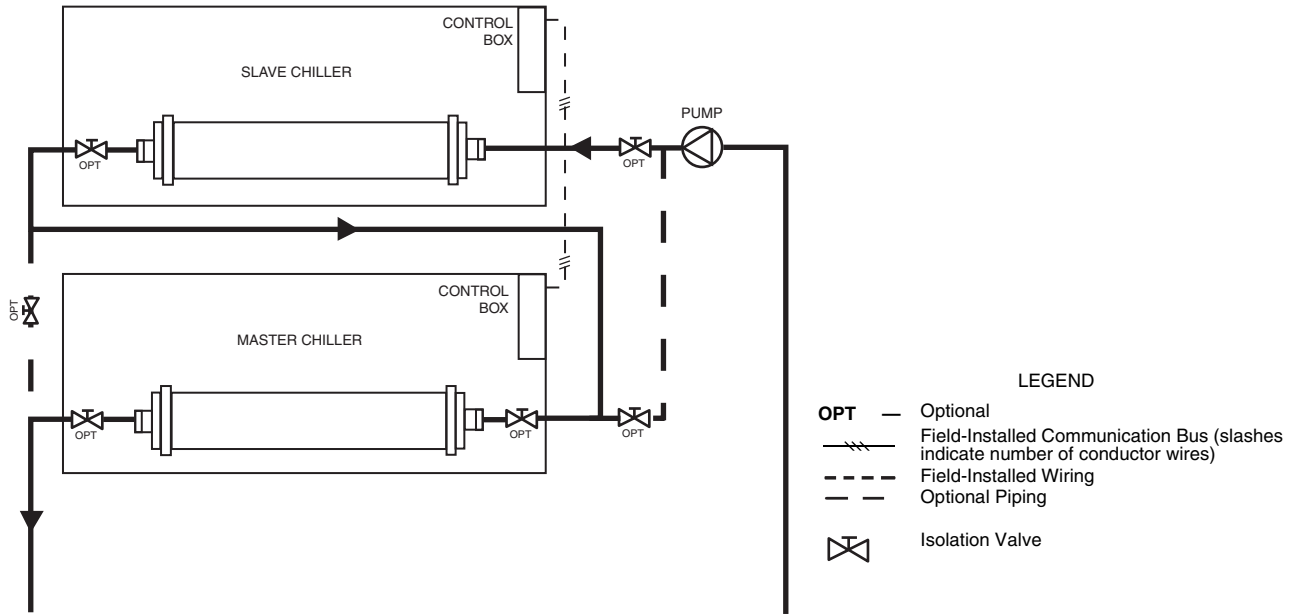 CONTROL
BOX
SLAVE CHILLER
PUMP
OPT
OPT
CONTROL
BOX
OPT
MASTER CHILLER
OPT
OPT
OPT
LEGEND
OPT — Optional
Field-Installed Communication Bus (slashes
indicate number of conductor wires)
Field-Installed Wiring
Optional Piping
Isolation Valve